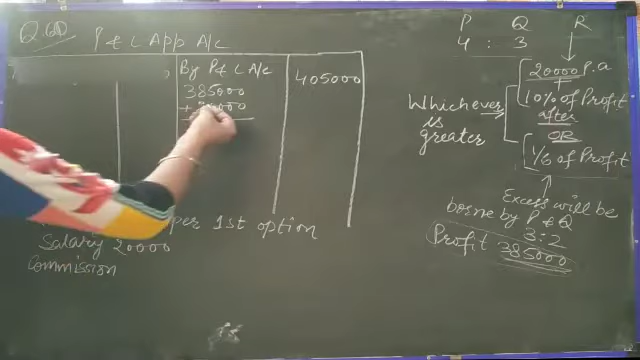 Q.60
P & L App A/c
By P & L A/c
385000
405000
per 1st option
Salary 20000
Commission
P Q R
4 : 3
Whichever is greater
20000 P.a
+
10% of Profit
after
OR
1/6 of Profit
Excess will be
borne by P & Q
3:2
Profit 385000